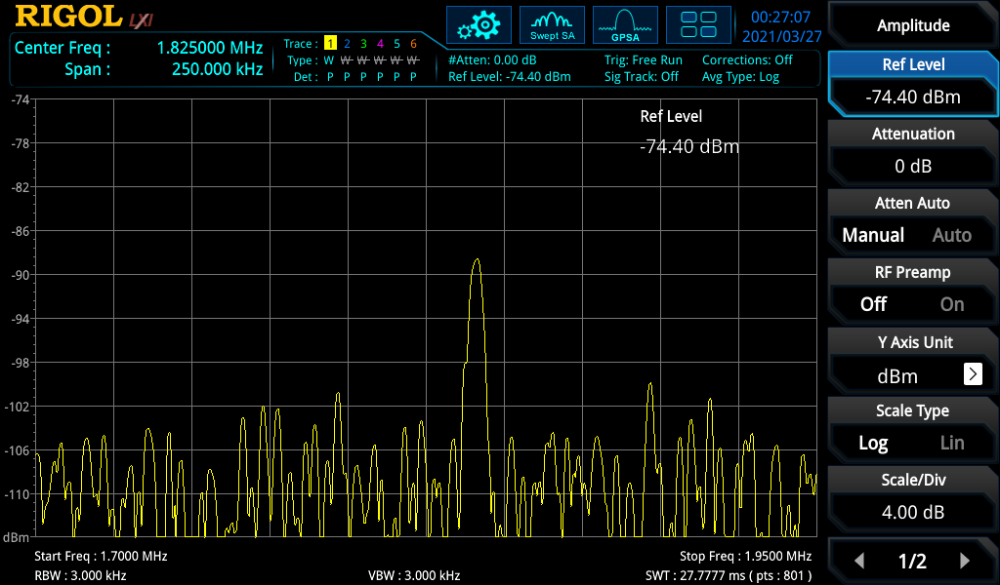 RIGOL LXI
Center Freq : 1.825000 MHz
Span : 250.000 kHz
Trace : 1 2 3 4 5 6
Type : W W W W W W
Det : P P P P P P
Swept SA
GPSA
#Atten: 0.00 dB
Ref Level: -74.40 dBm
Trig: Free Run
Sig Track: Off
Corrections: Off
Avg Type: Log
00:27:07
2021/03/27
-74
-78
-82
-86
-90
-94
-98
-102
-106
-110
dBm
Ref Level
-74.40 dBm
Start Freq : 1.7000 MHz
Stop Freq : 1.9500 MHz
RBW : 3.000 kHz
VBW : 3.000 kHz
SWT : 27.7777 ms ( pts : 801 )
Amplitude
Ref Level
-74.40 dBm
Attenuation
0 dB
Atten Auto
Manual Auto
RF Preamp
Off On
Y Axis Unit
dBm
Scale Type
Log Lin
Scale/Div
4.00 dB
1/2